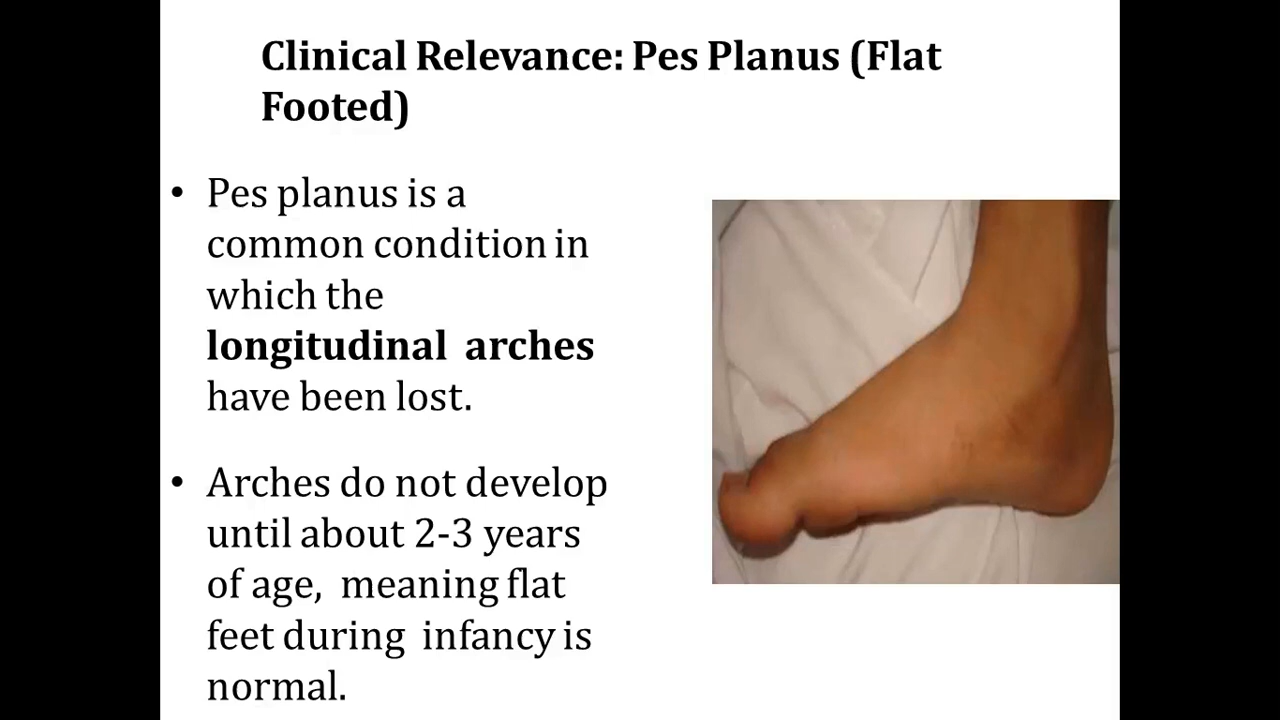 Clinical Relevance: Pes Planus (Flat
Footed)
• Pes planus is a
common condition in
which the
longitudinal arches
have been lost.
• Arches do not develop
until about 2-3 years
of age, meaning flat
feet during infancy is
normal.